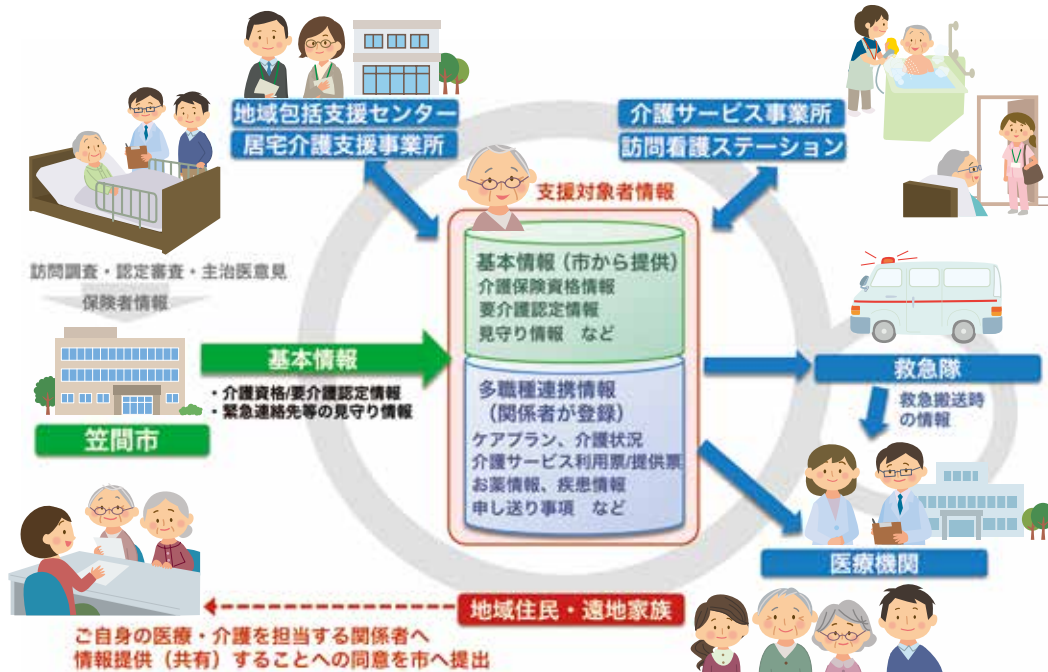 地域包括支援センター
居宅介護支援事業所
介護サービス事業所
訪問看護ステーション
支援対象者情報
基本情報（市から提供）
介護保険資格情報
要介護認定情報
見守り情報　など
訪問調査・認定審査・主治医意見
保険者情報
基本情報
・介護資格/要介護認定情報
・緊急連絡先等の見守り情報
笠間市
多職種連携情報
（関係者が登録）
ケアプラン、介護状況
介護サービス利用票/提供票
お薬情報、疾患情報
申し送り事項　など
救急隊
救急搬送時
の情報
医療機関
地域住民・遠地家族
ご自身の医療・介護を担当する関係者へ
情報提供（共有）することへの同意を市へ提出